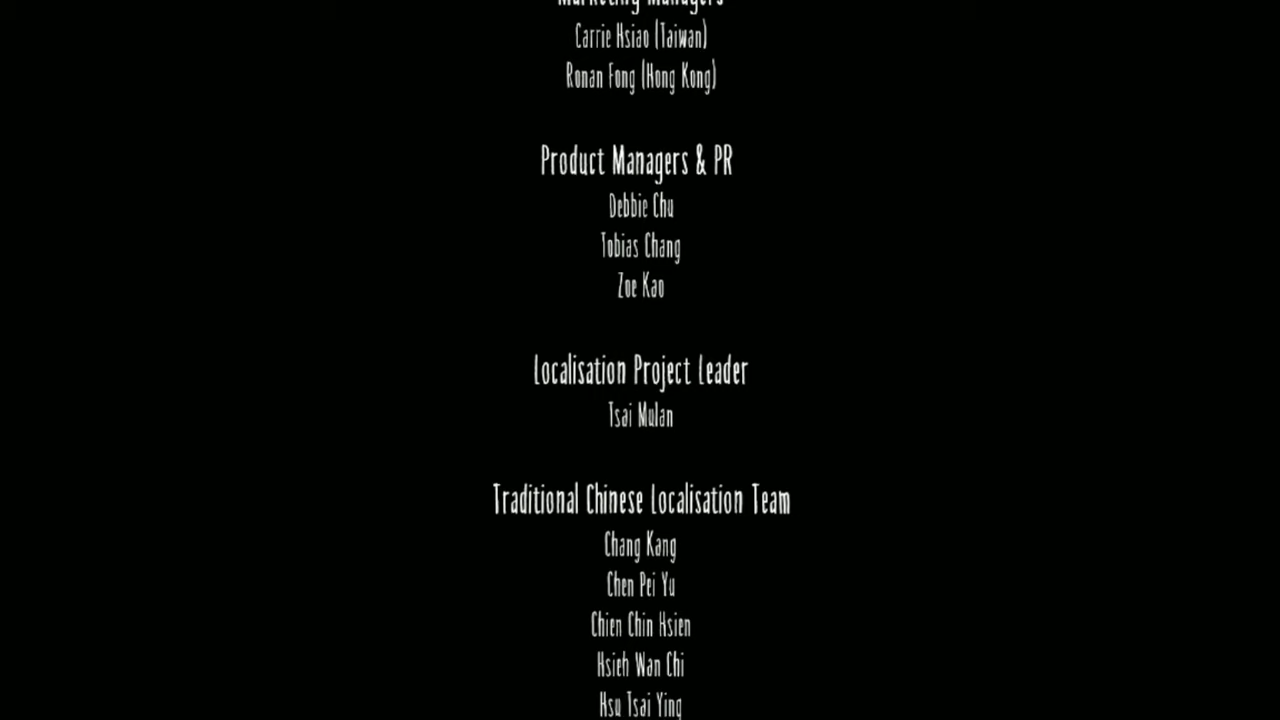 Marketing Managers
Carrie Hsiao (Taiwan)
Ronan Fong (Hong Kong)
Product Managers & PR
Debbie Chu
Tobias Chang
Zoe Kao
Localisation Project Leader
Tsai Mulan
Traditional Chinese Localisation Team
Chang Kang
Chen Pei Yu
Chien Chin Hsien
Hsieh Wan Chi
Hsu Tsai Ying